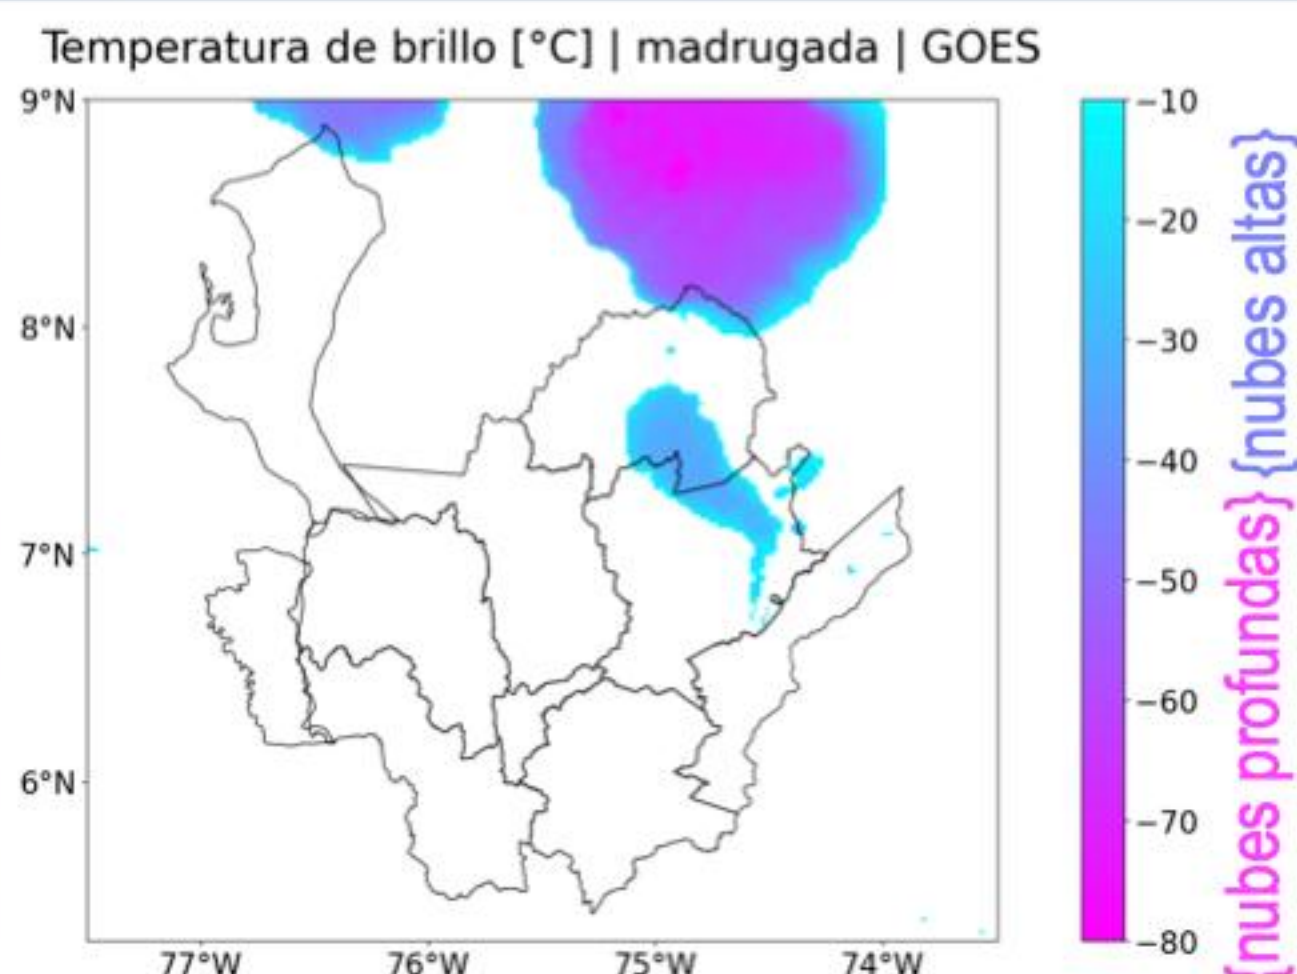 Temperatura de brillo [°C] | madrugada | GOES
9°N
8°N
7°N
6°N
77°W
76°W
75°W
74°W
−10
−20
−30
−40
−50
−60
−70
−80
{nubes profundas} {nubes altas}